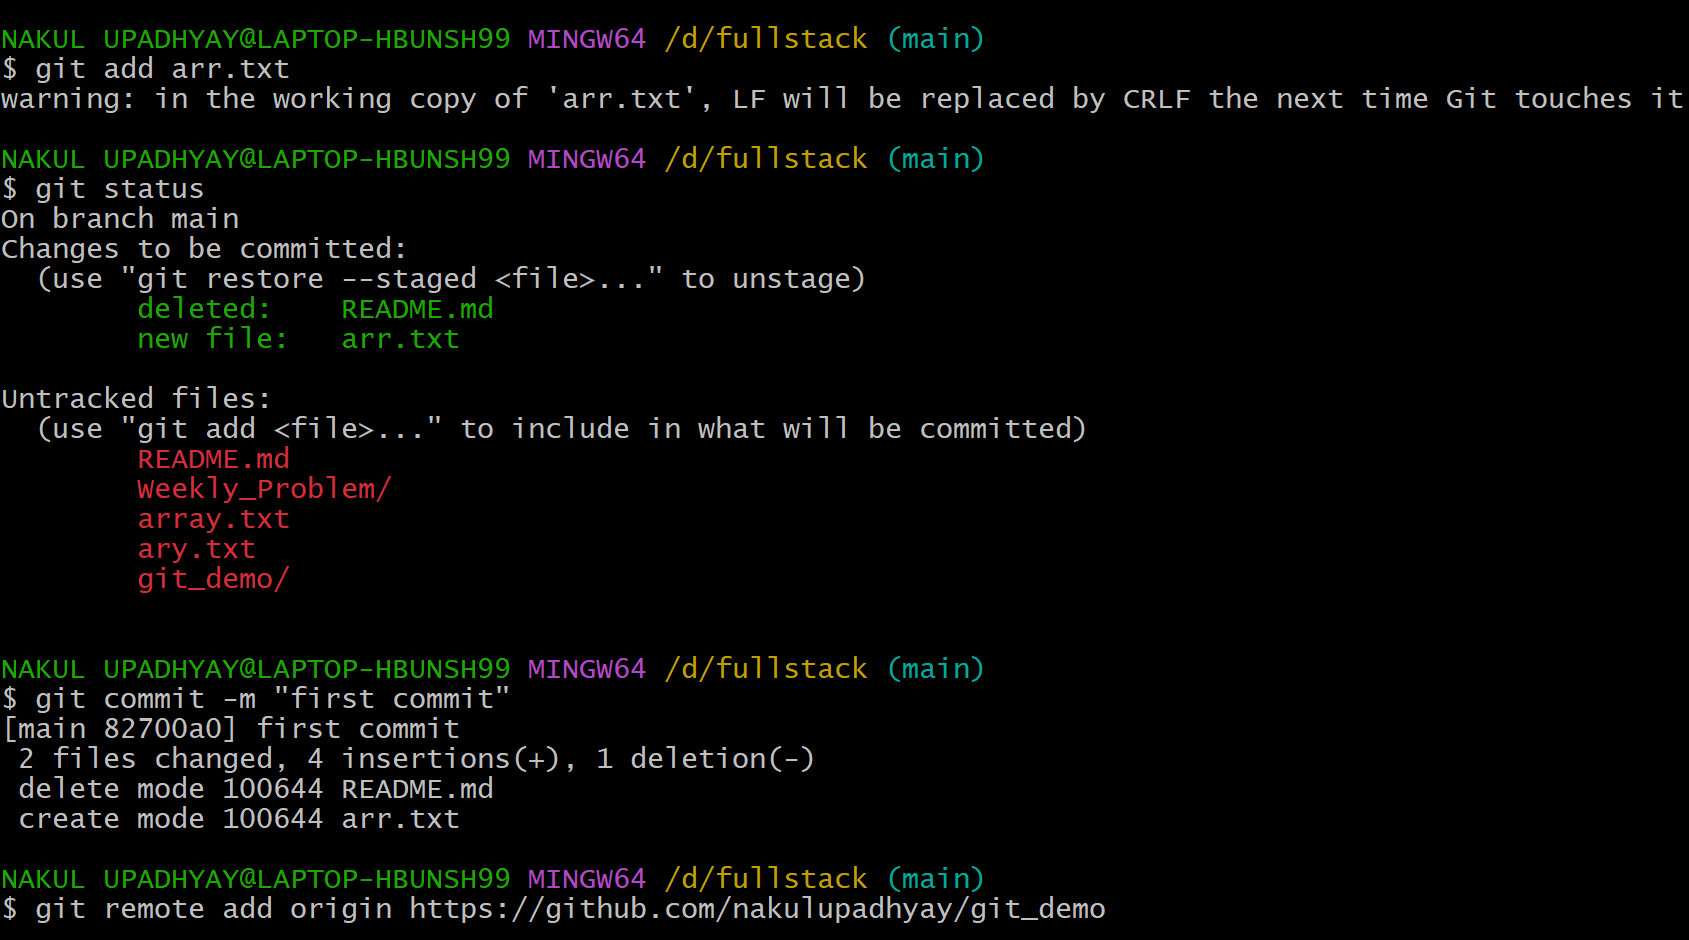 NAKUL UPADHYAY@LAPTOP-HBUNSH99 MINGW64 /d/fullstack (main)
$ git add arr.txt
warning: in the working copy of 'arr.txt', LF will be replaced by CRLF the next time Git touches it

NAKUL UPADHYAY@LAPTOP-HBUNSH99 MINGW64 /d/fullstack (main)
$ git status
On branch main
Changes to be committed:
  (use "git restore --staged <file>..." to unstage)
        deleted:    README.md
        new file:   arr.txt

Untracked files:
  (use "git add <file>..." to include in what will be committed)
        README.md
        Weekly_Problem/
        array.txt
        ary.txt
        git_demo/

NAKUL UPADHYAY@LAPTOP-HBUNSH99 MINGW64 /d/fullstack (main)
$ git commit -m "first commit"
[main 82700a0] first commit
 2 files changed, 4 insertions(+), 1 deletion(-)
 delete mode 100644 README.md
 create mode 100644 arr.txt

NAKUL UPADHYAY@LAPTOP-HBUNSH99 MINGW64 /d/fullstack (main)
$ git remote add origin https://github.com/nakulupadhyay/git_demo